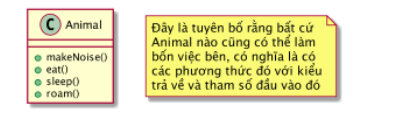 C Animal
makeNoise()
eat()
sleep()
roam()
Đây là tuyên bố rằng bất cứ
Animal nào cũng có thể làm
bốn việc bên, có nghĩa là có
các phương thức đó với kiểu
trả về và tham số đầu vào đó